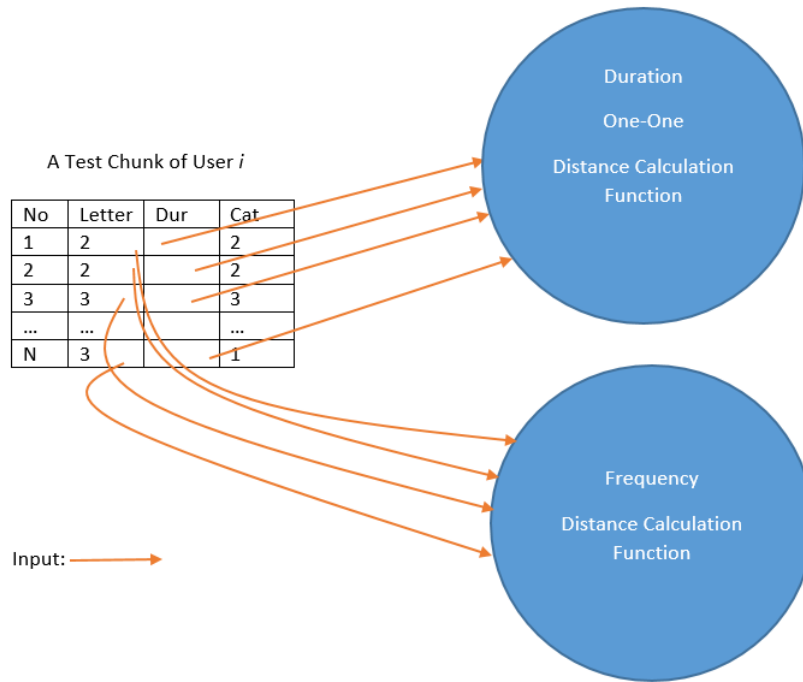 A Test Chunk of User i
No Letter Dur Cat
1 2 2
2 2 2
3 3 3
... ... ...
N 3 1
Input:
Duration
One-One
Distance Calculation
Function
Frequency
Distance Calculation
Function